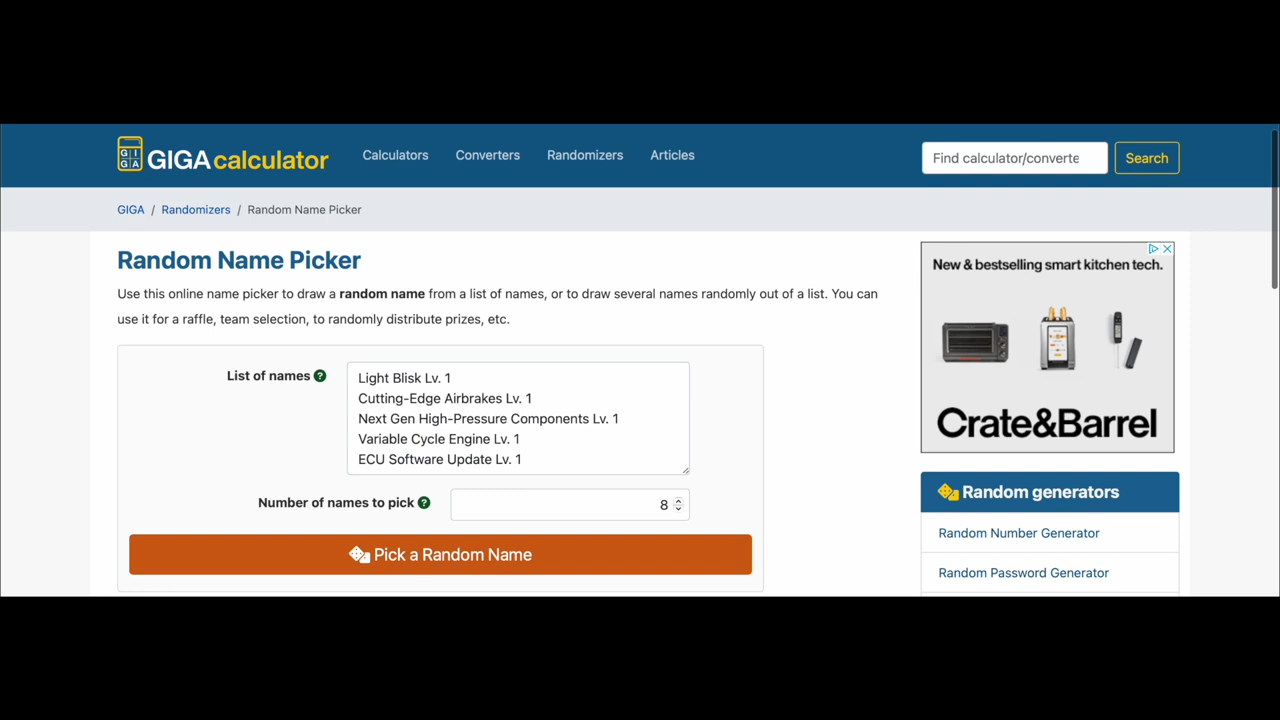 GIGA calculator
Calculators
Converters
Randomizers
Articles
Find calculator/converte
Search
GIGA / Randomizers / Random Name Picker
Random Name Picker
Use this online name picker to draw a random name from a list of names, or to draw several names randomly out of a list. You can
use it for a raffle, team selection, to randomly distribute prizes, etc.
List of names ?
Light Blisk Lv. 1
Cutting-Edge Airbrakes Lv. 1
Next Gen High-Pressure Components Lv. 1
Variable Cycle Engine Lv. 1
ECU Software Update Lv. 1
Number of names to pick ?
8
Pick a Random Name
New & bestselling smart kitchen tech.
Crate&Barrel
Random generators
Random Number Generator
Random Password Generator